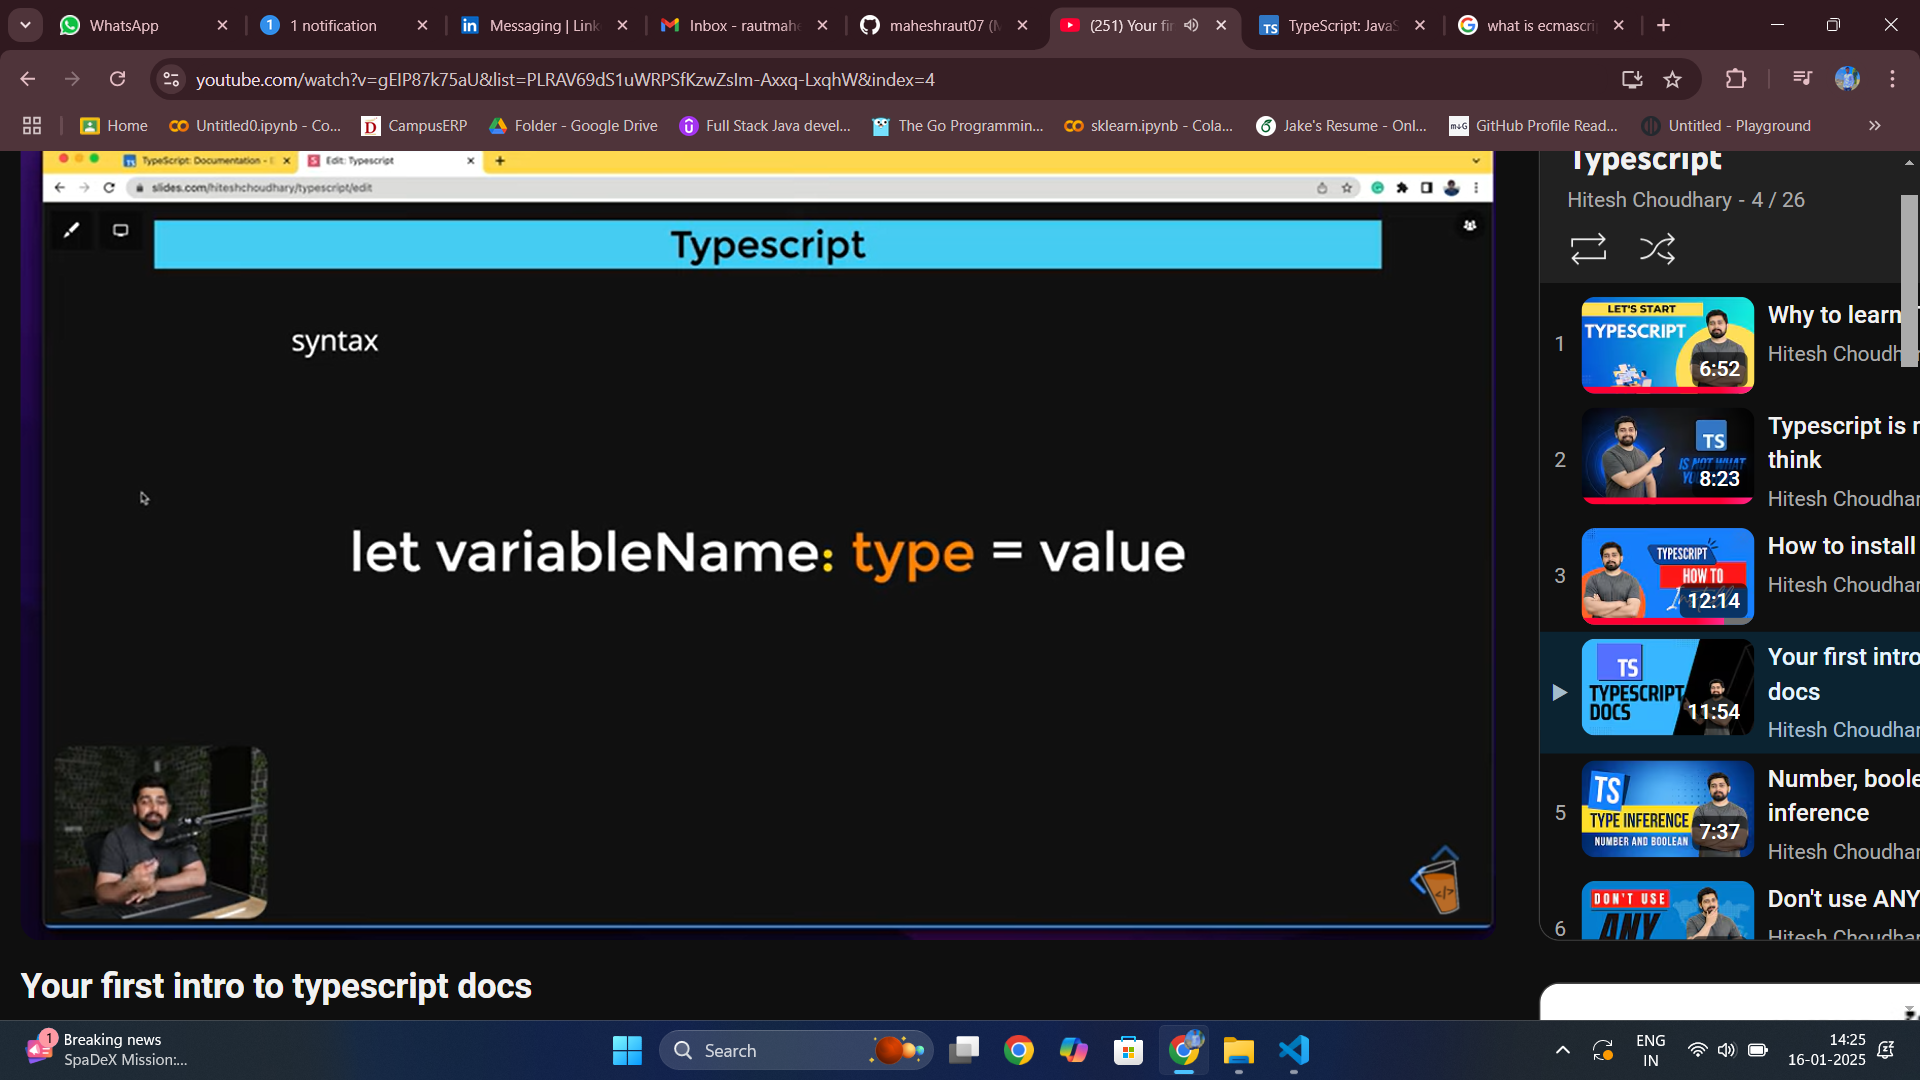 WhatsApp
1
1 notification
Messaging | Link
Inbox - rautmahe
maheshraut07 (M
(251) Your fir
TS
TypeScript: JavaS
what is ecmascri
youtube.com/watch?v=gEIP87k75aU&list=PLRAV69dS1uWRPSfKzwZsIm-Axxq-LxqhW&index=4
Home
Untitled0.ipynb - Co...
CampusERP
Folder - Google Drive
Full Stack Java devel...
The Go Programmin...
sklearn.ipynb - Cola...
Jake's Resume - Onl...
GitHub Profile Read...
Untitled - Playground
TypeScript: Documentation - E
Edit: Typescript
slides.com/hiteshchoudhary/typescript/edit
Typescript
syntax
let variableName: type = value
</>
Your first intro to typescript docs
Typescript
Hitesh Choudhary - 4 / 26
1
LET'S START
TYPESCRIPT
6:52
Why to learn T
Hitesh Choudh
2
TS
IS NOT WHAT
8:23
Typescript is n
think
Hitesh Choudhar
3
TYPESCRIPT
HOW TO
12:14
How to install
Hitesh Choudhar
TS
TYPESCRIPT
DOCS
11:54
Your first intro
docs
Hitesh Choudhar
5
TS
TYPE INFERENCE
NUMBER AND BOOLEAN
7:37
Number, boole
inference
Hitesh Choudhar
6
DON'T USE
ANY
Don't use ANY
Hitesh Choudhar
1
Breaking news
SpaDeX Mission:...
Search
ENG
IN
14:25
16-01-2025